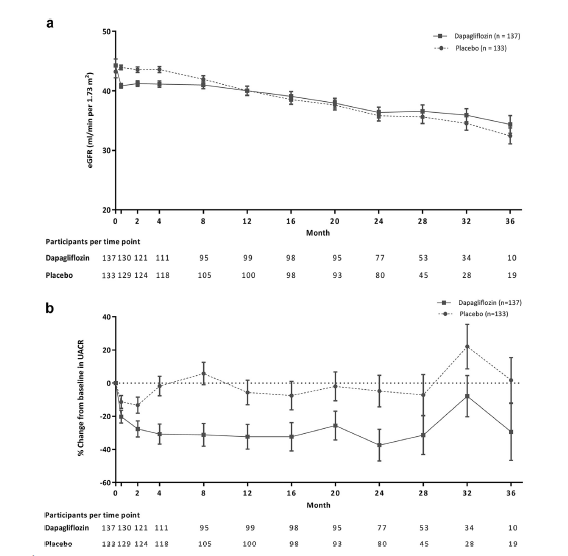 a
Dapagliflozin (n = 137)
Placebo (n = 133)
50
40
30
20
eGFR (ml/min per 1.73 m²)
0 2 4 8 12 16 20 24 28 32 36
Month
Participants per time point
Dapagliflozin 137 130 121 111 95 99 98 95 77 53 34 10
Placebo 133 129 124 118 105 100 98 93 80 45 28 19
b
Dapagliflozin (n=137)
Placebo (n=133)
40
20
0
-20
-40
-60
% Change from baseline in UACR
0 2 4 8 12 16 20 24 28 32 36
Month
Participants per time point
Dapagliflozin 137 130 121 111 95 99 98 95 77 53 34 10
Placebo 133 129 124 118 105 100 98 93 80 45 28 19